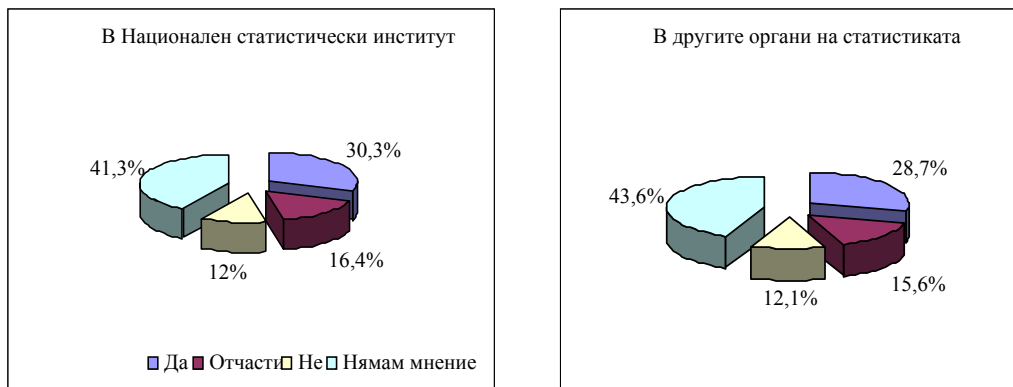 В Национален статистически институт
41,3%
30,3%
12%
16,4%
Да Отчасти Не Нямам мнение
В другите органи на статистиката
43,6%
28,7%
12,1%
15,6%